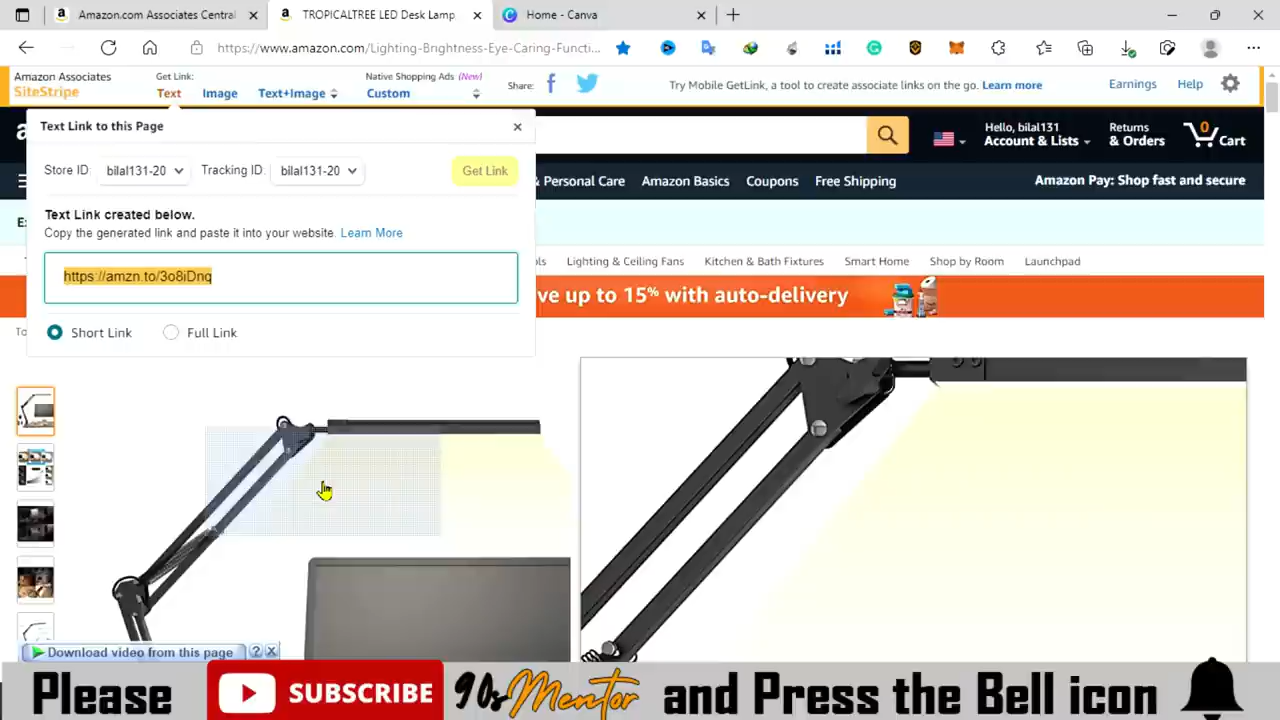 Amazon.com Associates Central
TROPICALTREE LED Desk Lamp
Home - Canva
https://www.amazon.com/Lighting-Brightness-Eye-Caring-Functi...
Amazon Associates
SiteStripe
Get Link:
Text
Image
Text+Image
Native Shopping Ads (New)
Custom
Share:
Try Mobile GetLink, a tool to create associate links on the go. Learn more
Earnings
Help
Text Link to this Page
Hello, bilal131
Account & Lists
Returns
& Orders
0
Cart
Store ID:
bilal131-20
Tracking ID:
bilal131-20
Get Link
& Personal Care
Amazon Basics
Coupons
Free Shipping
Amazon Pay: Shop fast and secure
Text Link created below.
Copy the generated link and paste it into your website. Learn More
https://amzn.to/3o8jDnq
Short Link
Full Link
Lighting & Ceiling Fans
Kitchen & Bath Fixtures
Smart Home
Shop by Room
Launchpad
ve up to 15% with auto-delivery
Download video from this page
Please SUBSCRIBE 90s Mentor and Press the Bell icon